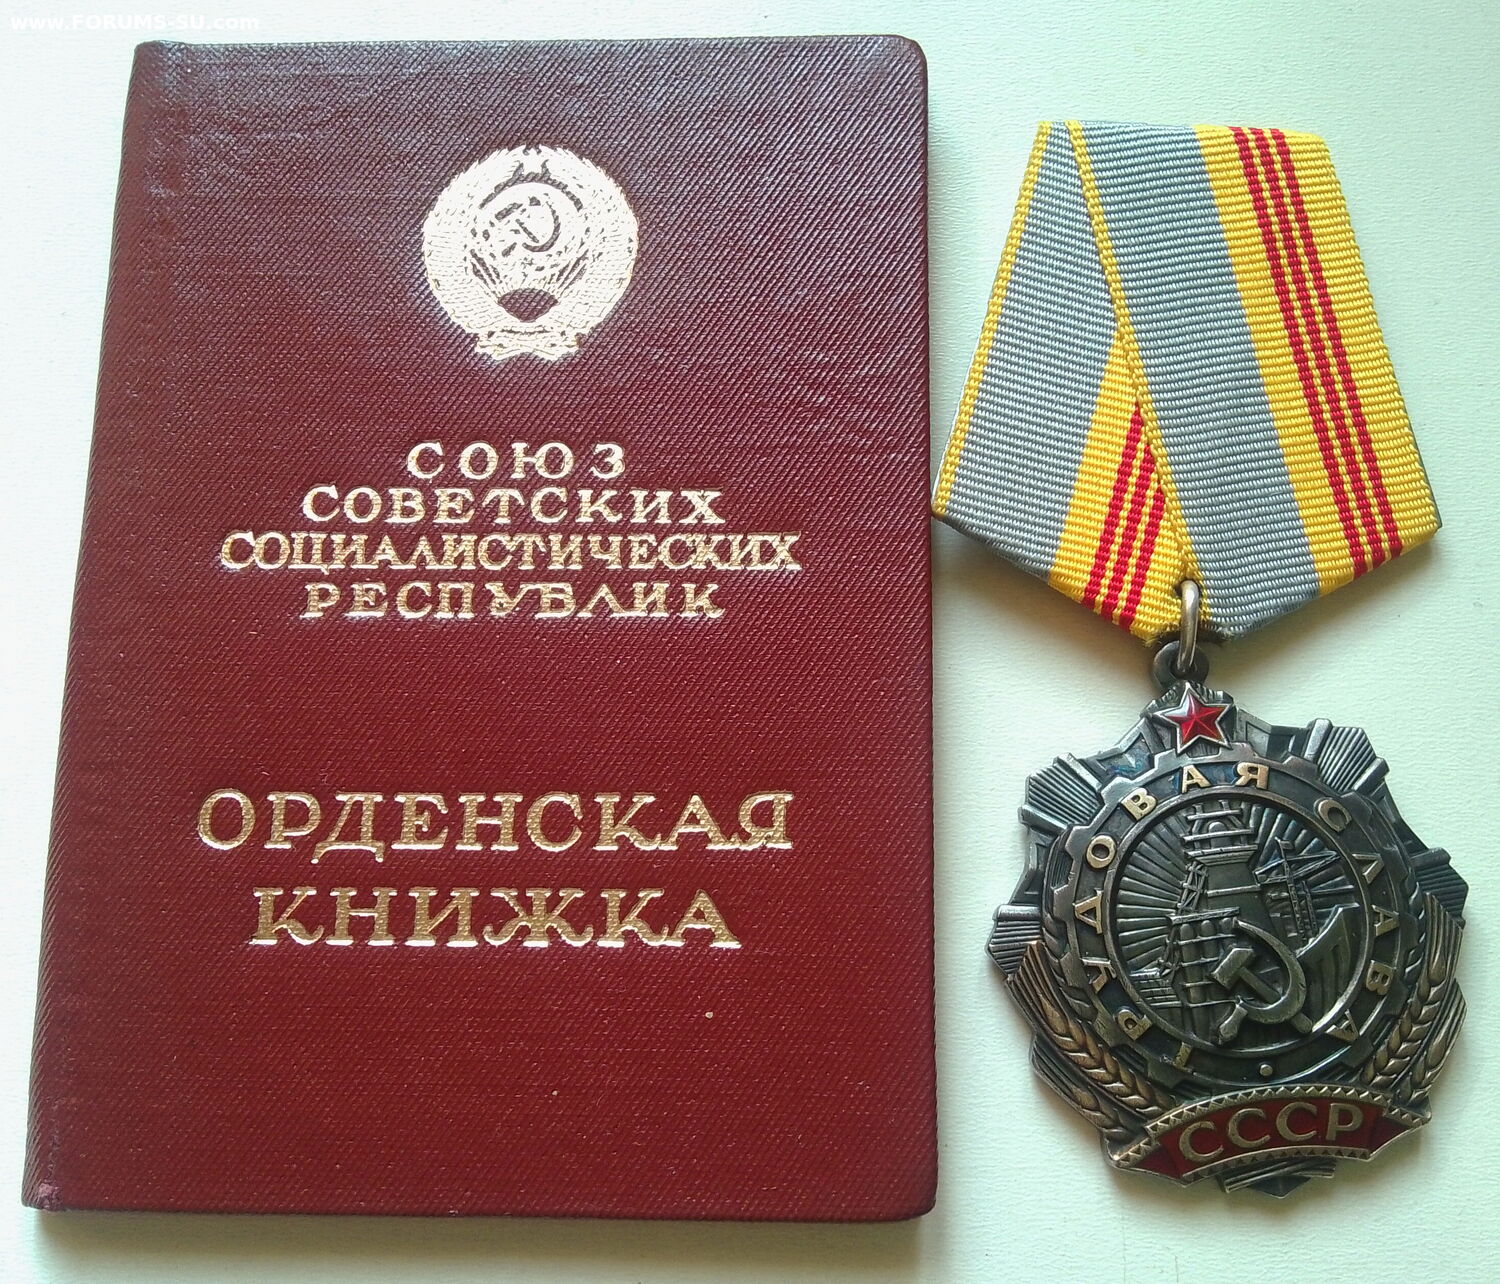 www.FORUMS-SU.com
СОЮЗ
СОВЕТСКИХ
СОЦИАЛИСТИЧЕСКИХ
РЕСПУБЛИК
ОРДЕНСКАЯ
КНИЖКА
ТРУДОВАЯ СЛАВА
СССР